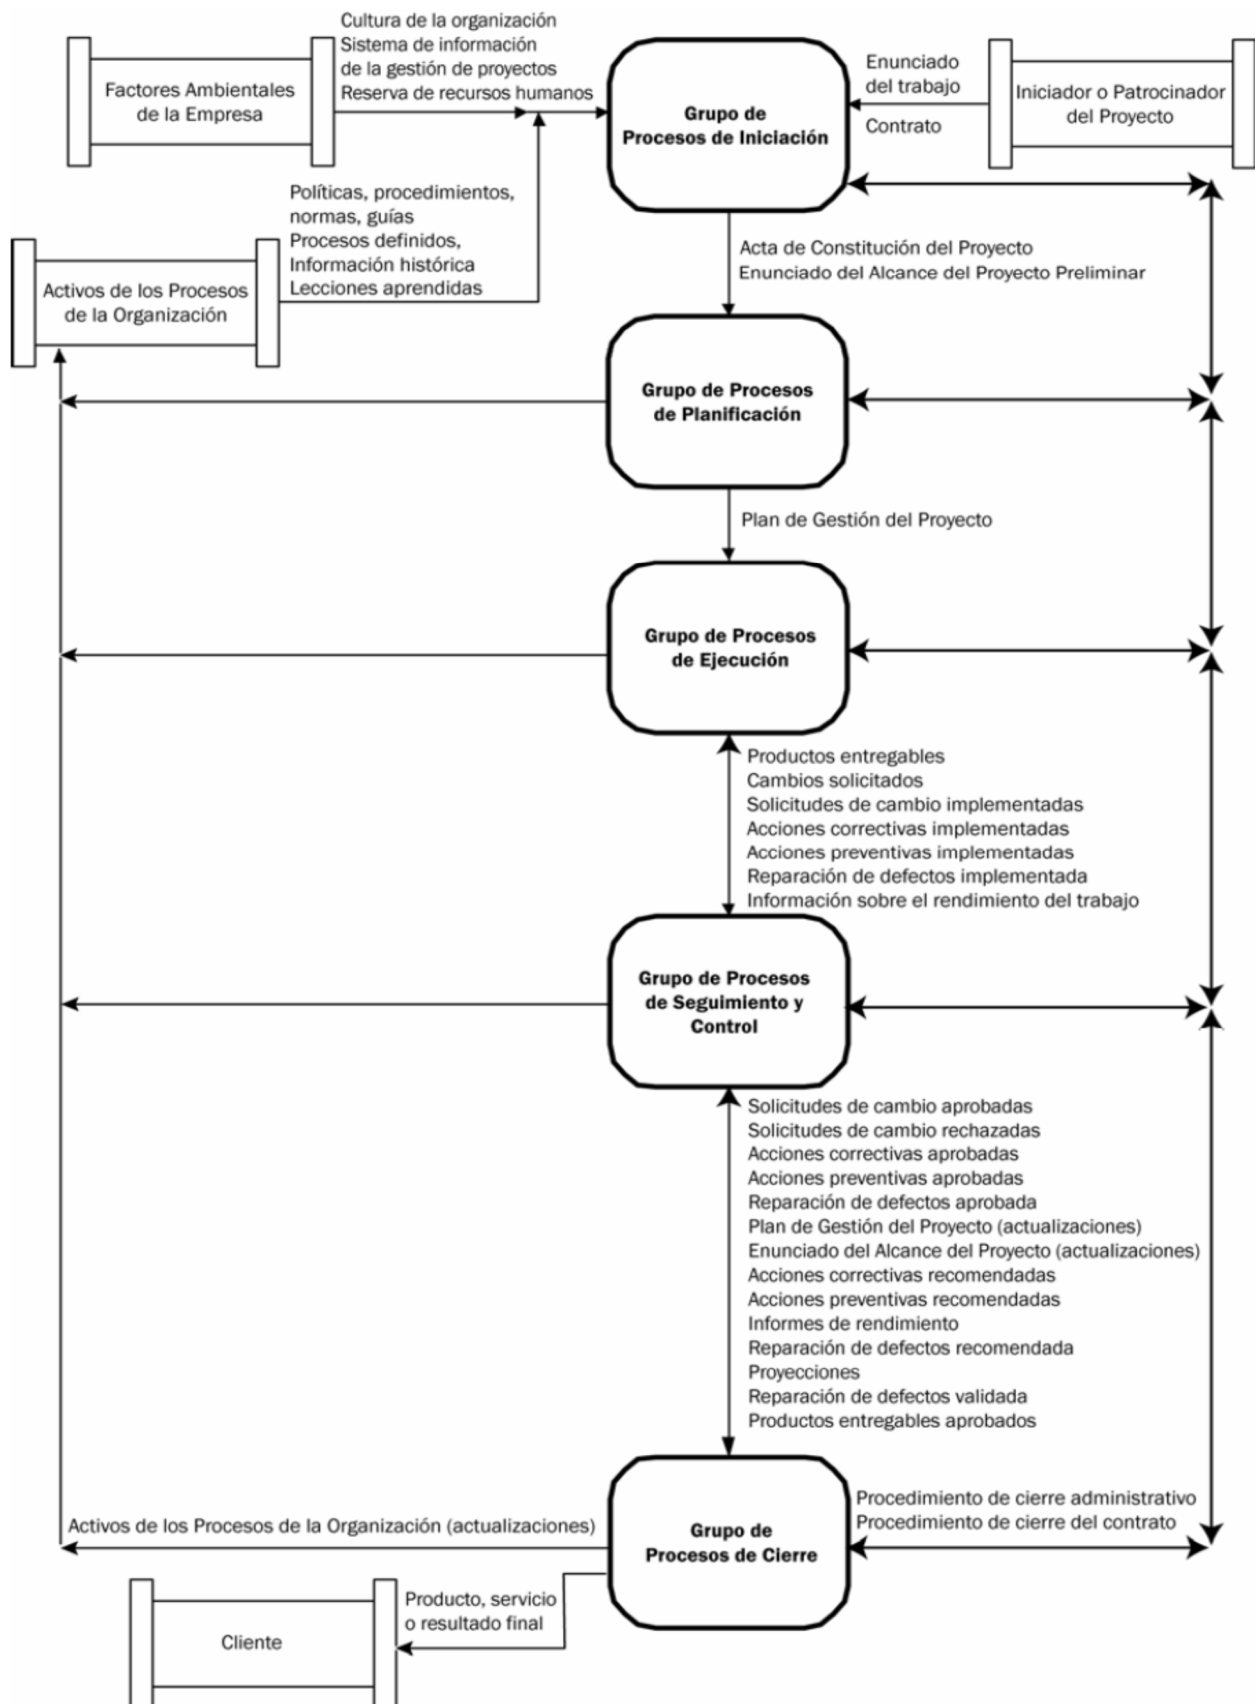 Cultura de la organización
Sistema de información
de la gestión de proyectos
Reserva de recursos humanos
Factores Ambientales
de la Empresa
Grupo de
Procesos de Iniciación
Enunciado
del trabajo
Contrato
Iniciador o Patrocinador
del Proyecto
Políticas, procedimientos,
normas, guías
Procesos definidos,
Información histórica
Lecciones aprendidas
Activos de los Procesos
de la Organización
Acta de Constitución del Proyecto
Enunciado del Alcance del Proyecto Preliminar
Grupo de Procesos
de Planificación
Plan de Gestión del Proyecto
Grupo de Procesos
de Ejecución
Productos entregables
Cambios solicitados
Solicitudes de cambio implementadas
Acciones correctivas implementadas
Acciones preventivas implementadas
Reparación de defectos implementada
Información sobre el rendimiento del trabajo
Grupo de Procesos
de Seguimiento y
Control
Solicitudes de cambio aprobadas
Solicitudes de cambio rechazadas
Acciones correctivas aprobadas
Acciones preventivas aprobadas
Reparación de defectos aprobada
Plan de Gestión del Proyecto (actualizaciones)
Enunciado del Alcance del Proyecto (actualizaciones)
Acciones correctivas recomendadas
Acciones preventivas recomendadas
Informes de rendimiento
Reparación de defectos recomendada
Proyecciones
Reparación de defectos validada
Productos entregables aprobados
Activos de los Procesos de la Organización (actualizaciones)
Grupo de
Procesos de Cierre
Procedimiento de cierre administrativo
Procedimiento de cierre del contrato
Producto, servicio
o resultado final
Cliente